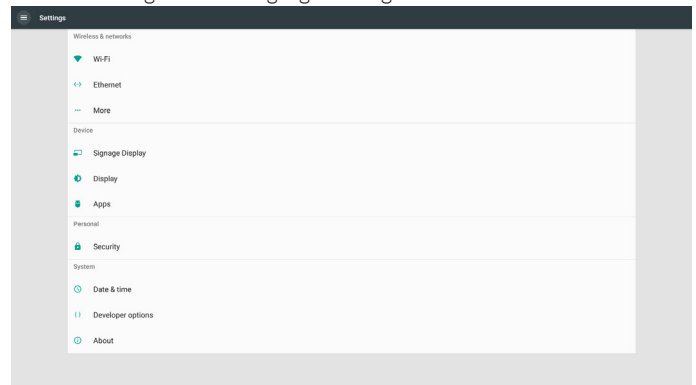 Settings
Wireless & networks
Wi-Fi
Ethernet
More
Device
Signage Display
Display
Apps
Personal
Security
System
Date & time
Developer options
About